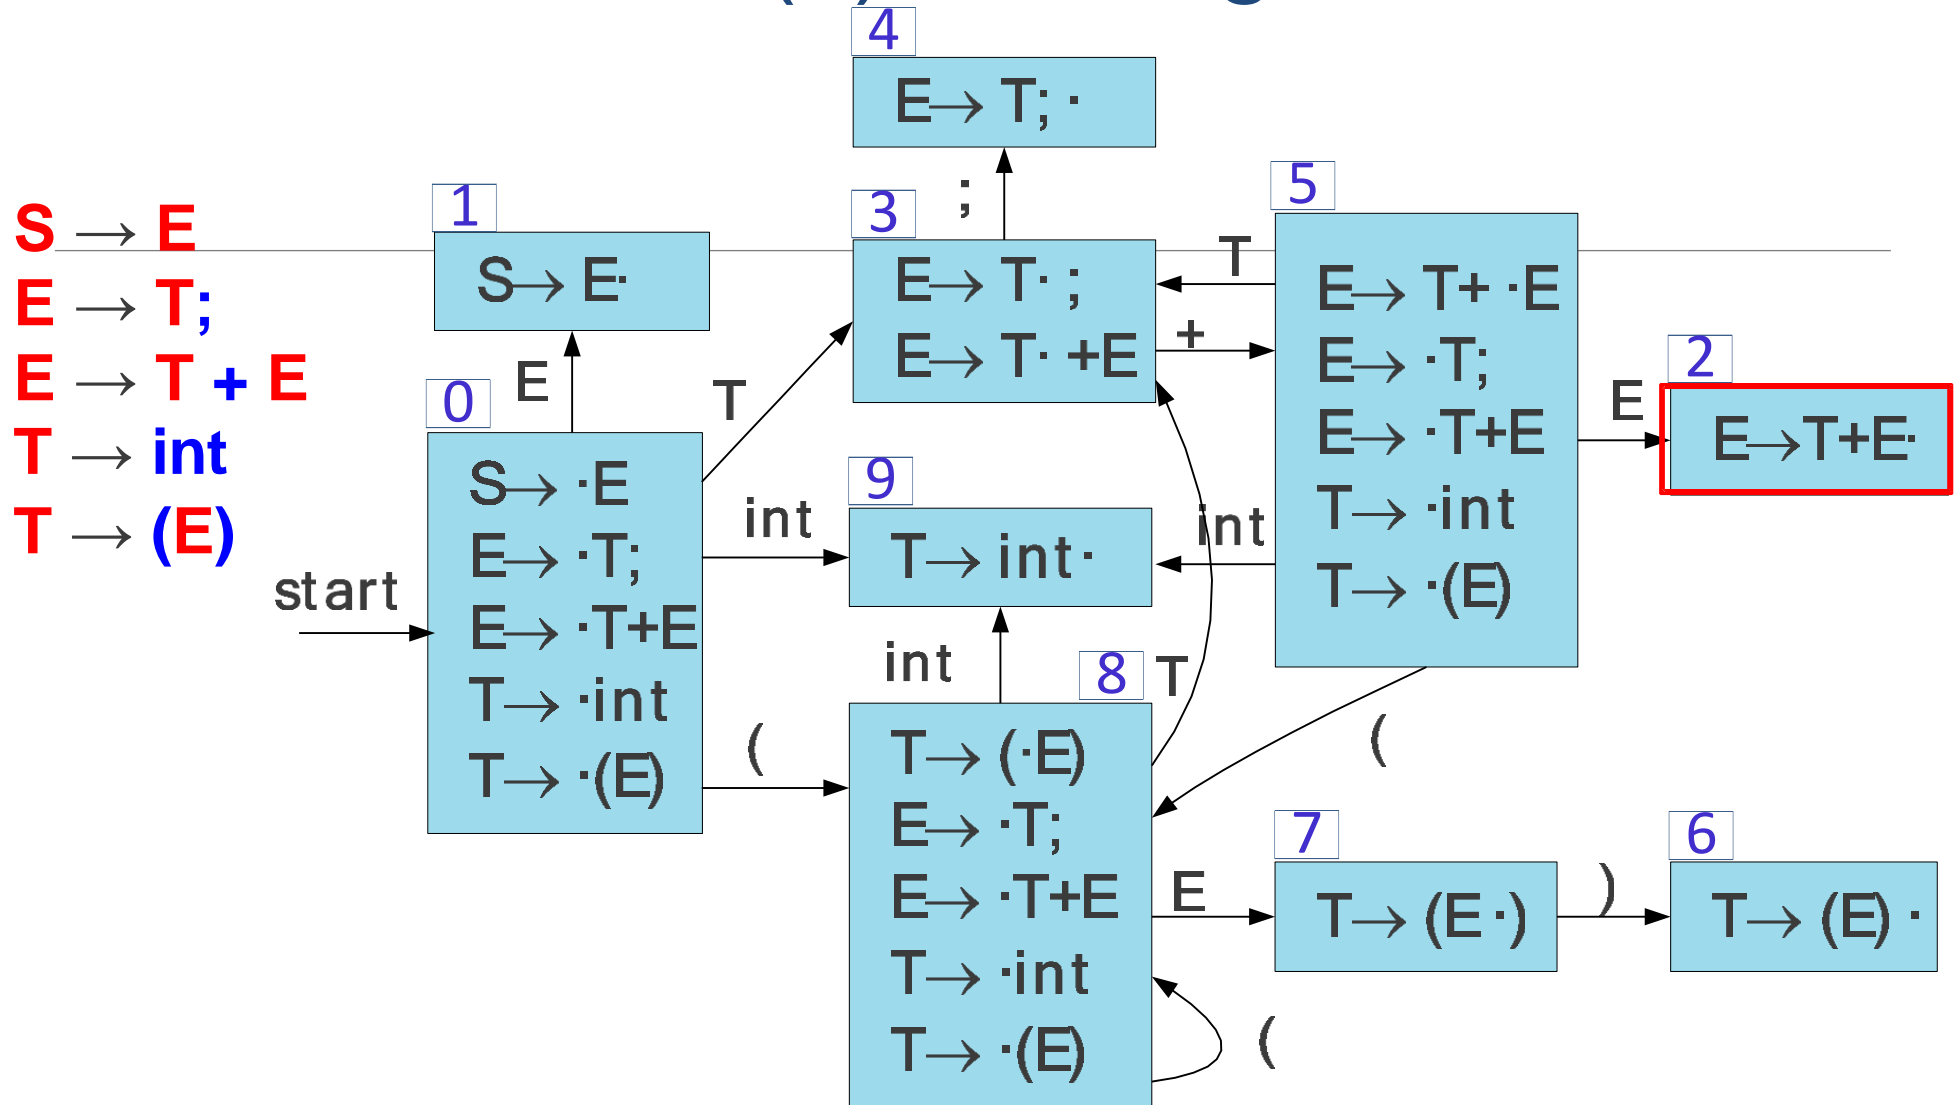 S → E
E → T;
E → T + E
T → int
T → (E)
start
0
S→ ·E
E→ ·T;
E→ ·T+E
T→ ·int
T→ ·(E)
E
T
int
(
1
S→ E·
4
E→ T; ·
;
3
E→ T· ;
E→ T· +E
T
+
9
T→ int·
int
int
8
T→ (·E)
E→ ·T;
E→ ·T+E
T→ ·int
T→ ·(E)
T
E
(
(
5
E→ T+ ·E
E→ ·T;
E→ ·T+E
T→ ·int
T→ ·(E)
E
2
E→T+E·
7
T→ (E·)
)
6
T→ (E) ·